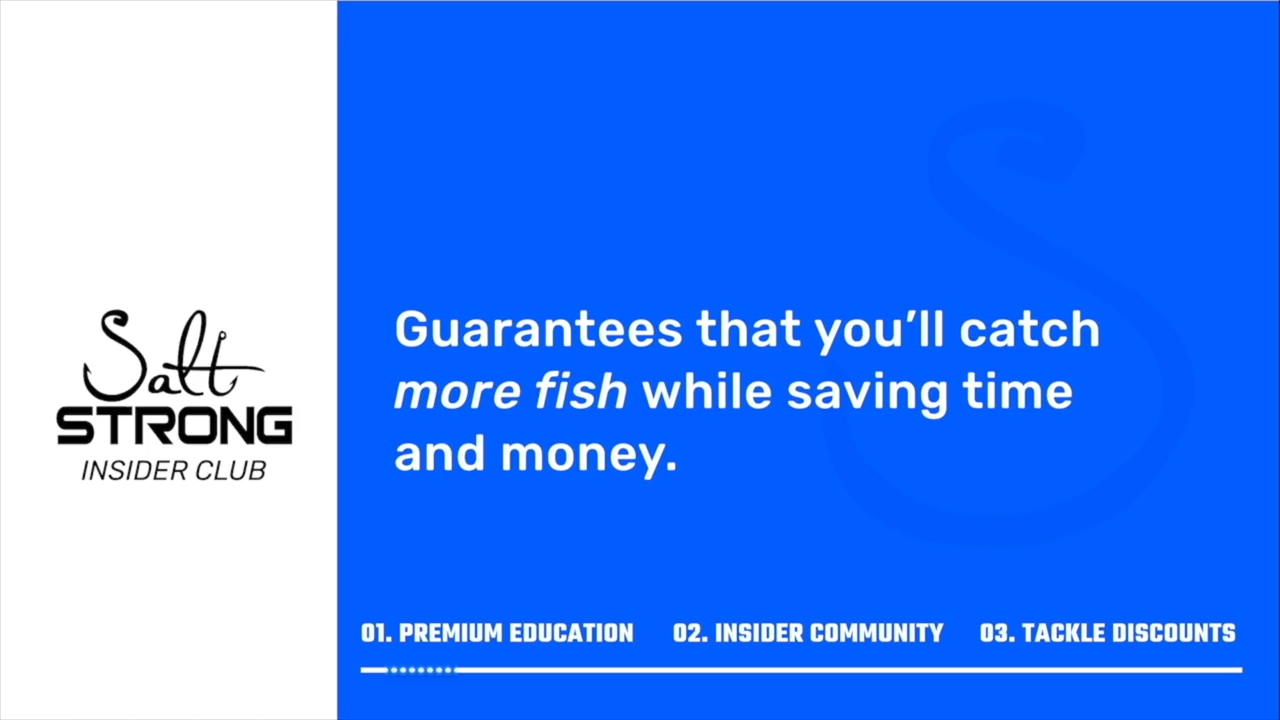 Salt
STRONG
INSIDER CLUB
Guarantees that you’ll catch
more fish while saving time
and money.
01. PREMIUM EDUCATION 02. INSIDER COMMUNITY 03. TACKLE DISCOUNTS